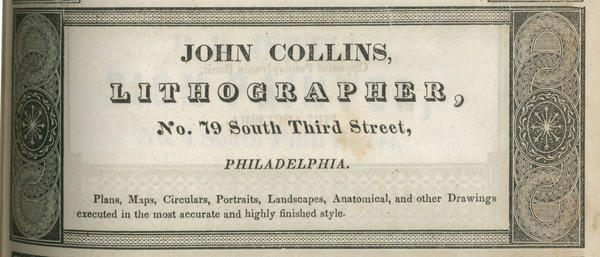 JOHN COLLINS,
LITHOGRAPHER,
No. 79 South Third Street,
PHILADELPHIA.
Plans, Maps, Circulars, Portraits, Landscapes, Anatomical, and other Drawings
executed in the most accurate and highly finished style.